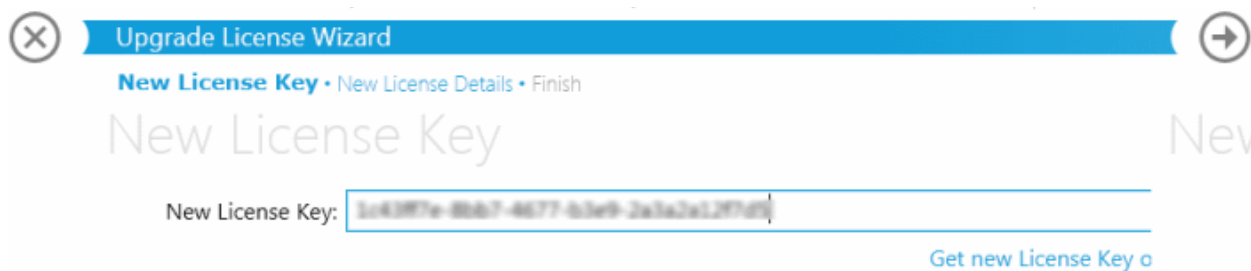 Upgrade License Wizard
New License Key • New License Details • Finish
New License Key
New
New License Key:
Get new License Key o